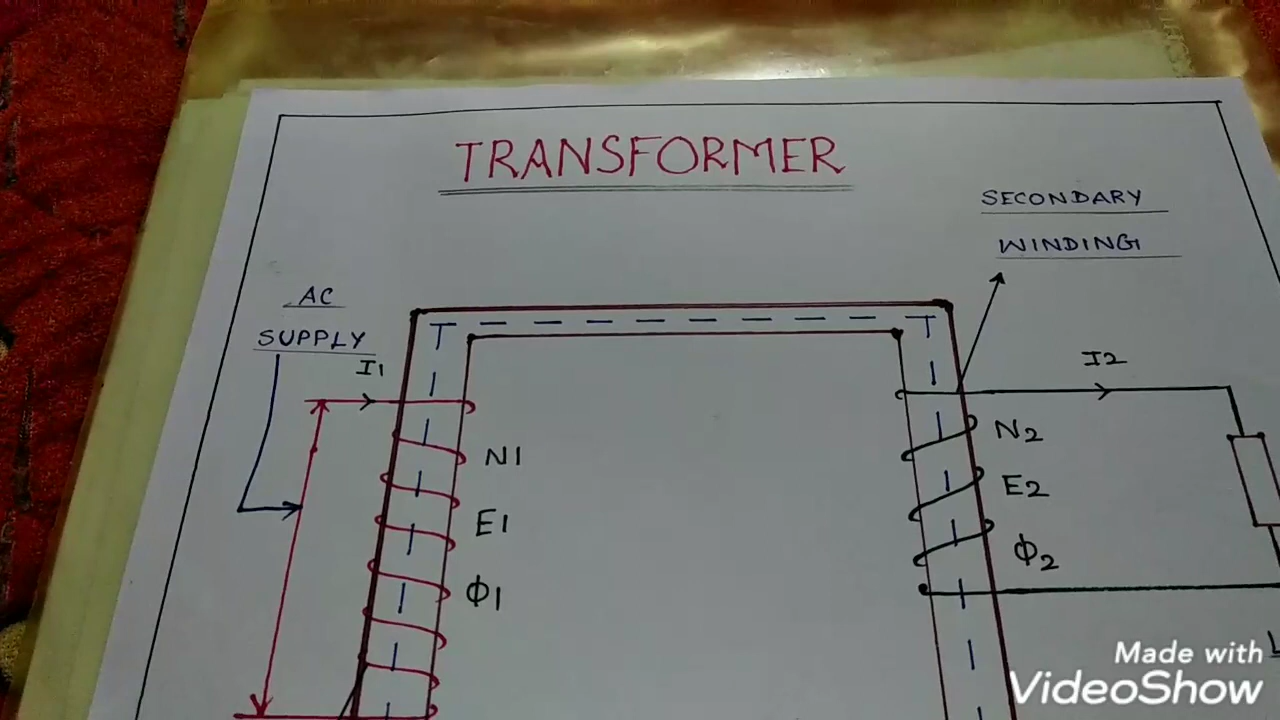 TRANSFORMER
SECONDARY
WINDING
AC
SUPPLY
I1
I2
N1
N2
E1
E2
Φ1
Φ2
Made with
VideoShow